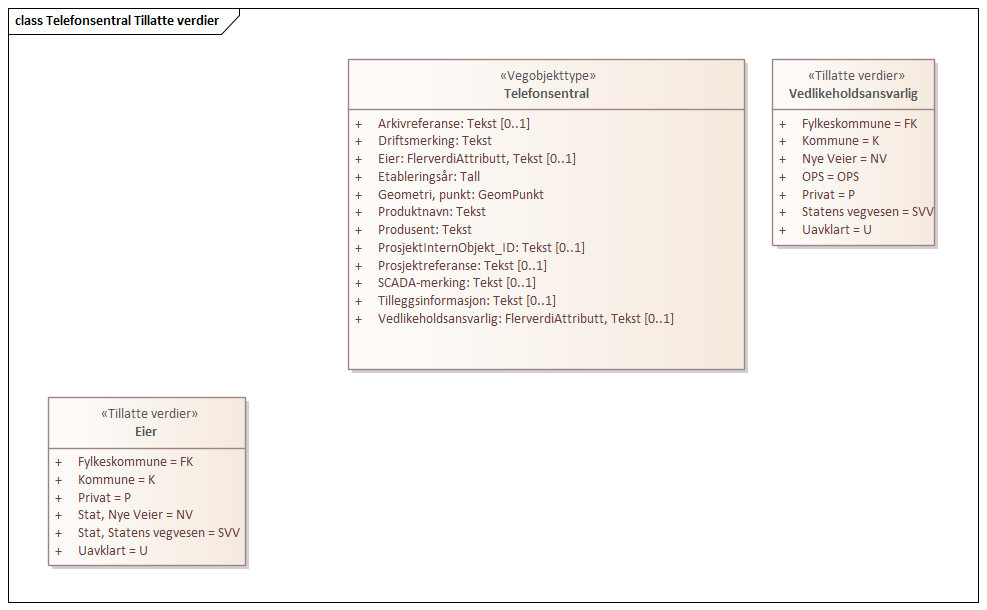 class Telefonsentral Tillatte verdier
«Vegobjekttype»
Telefonsentral
+ Arkivreferanse: Tekst [0..1]
+ Driftsmerking: Tekst
+ Eier: FlerverdiAttributt, Tekst [0..1]
+ Etableringsår: Tall
+ Geometri, punkt: GeomPunkt
+ Produktnavn: Tekst
+ Produsent: Tekst
+ ProsjektInternObjekt_ID: Tekst [0..1]
+ Prosjektreferanse: Tekst [0..1]
+ SCADA-merking: Tekst [0..1]
+ Tilleggsinformasjon: Tekst [0..1]
+ Vedlikeholdsansvarlig: FlerverdiAttributt, Tekst [0..1]
«Tillatte verdier»
Vedlikeholdsansvarlig
+ Fylkeskommune = FK
+ Kommune = K
+ Nye Veier = NV
+ OPS = OPS
+ Privat = P
+ Statens vegvesen = SVV
+ Uavklart = U
«Tillatte verdier»
Eier
+ Fylkeskommune = FK
+ Kommune = K
+ Privat = P
+ Stat, Nye Veier = NV
+ Stat, Statens vegvesen = SVV
+ Uavklart = U